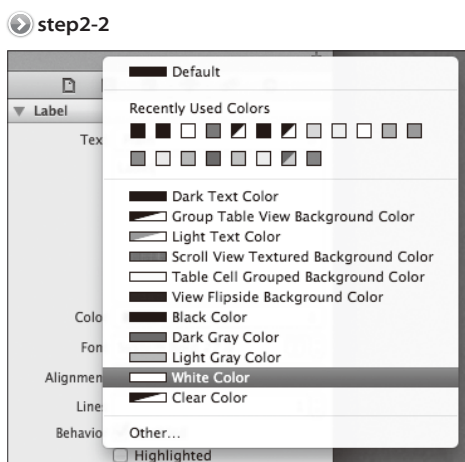 step2-2
Default
Label
Recently Used Colors
Dark Text Color
Group Table View Background Color
Light Text Color
Scroll View Textured Background Color
Table Cell Grouped Background Color
View Flipside Background Color
Black Color
Dark Gray Color
Light Gray Color
White Color
Clear Color
Other...
Highlighted